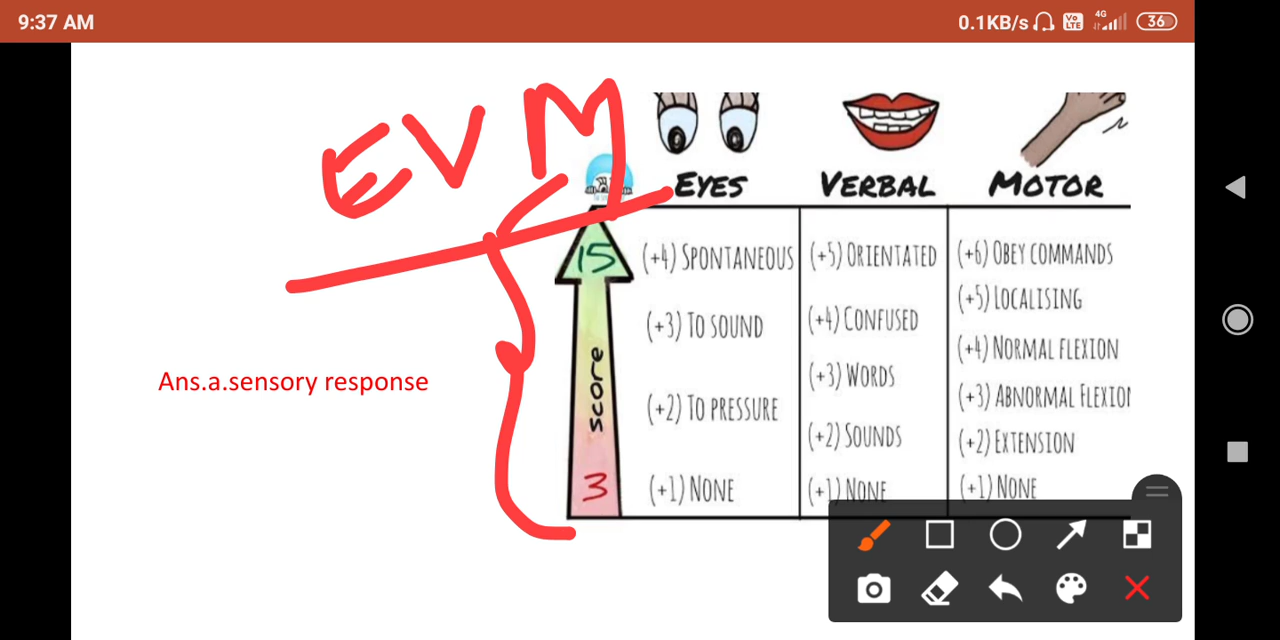 9:37 AM
0.1KB/s
Vo
LTE
4G
36
EVM
EYES
VERBAL
MOTOR
15
score
3
(+4) SPONTANEOUS
(+3) TO SOUND
(+2) TO PRESSURE
(+1) NONE
(+5) ORIENTATED
(+4) CONFUSED
(+3) WORDS
(+2) SOUNDS
(+1) NONE
(+6) OBEY COMMANDS
(+5) LOCALISING
(+4) NORMAL FLEXION
(+3) ABNORMAL FLEXION
(+2) EXTENSION
(+1) NONE
Ans.a.sensory response